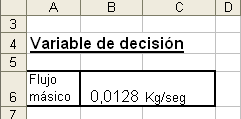 A B C D
3
4 Variable de decisión
5
Flujo
6 másico 0,0128 Kg/seg
7